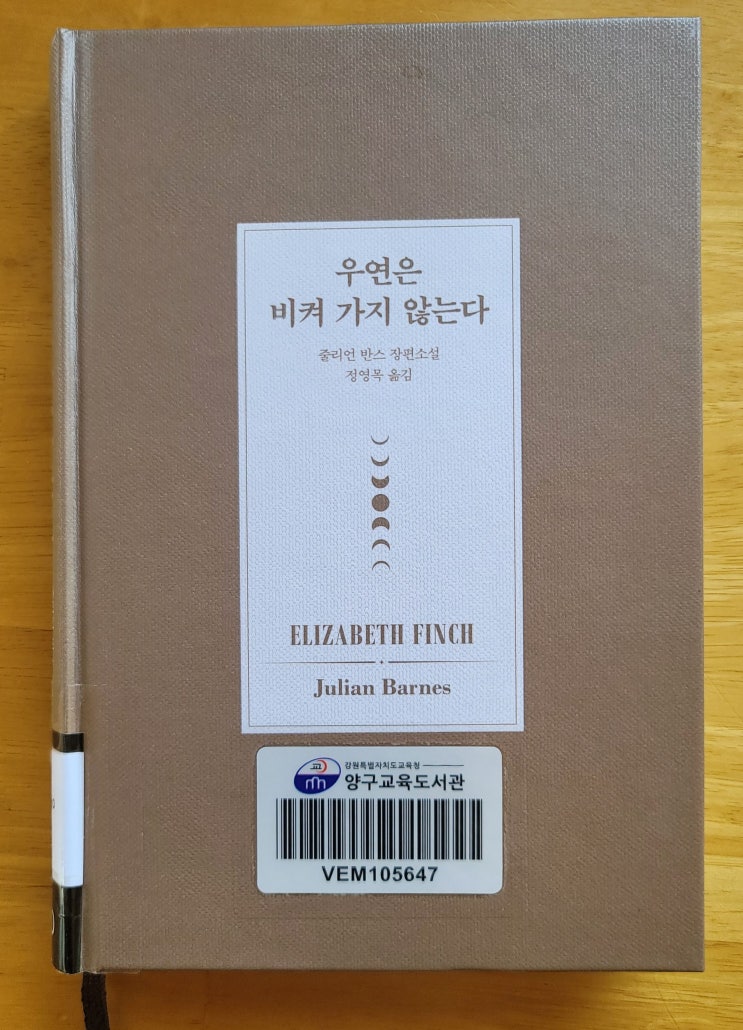 우연은
비켜 가지 않는다
줄리언 반스 장편소설
정영목 옮김
ELIZABETH FINCH
Julian Barnes
강원특별자치도교육청
양구교육도서관
VEM105647